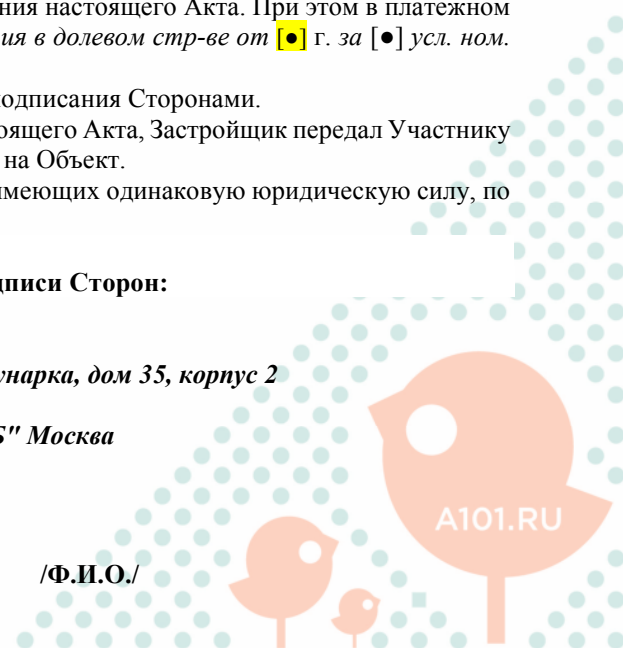 ния настоящего Акта. При этом в платежном
ия в долевом стр-ве от [●] г. за [●] усл. ном.
подписания Сторонами.
оящего Акта, Застройщик передал Участнику
на Объект.
имеющих одинаковую юридическую силу, по
дписи Сторон:
унарка, дом 35, корпус 2
Б" Москва
A101.RU
/Ф.И.О./